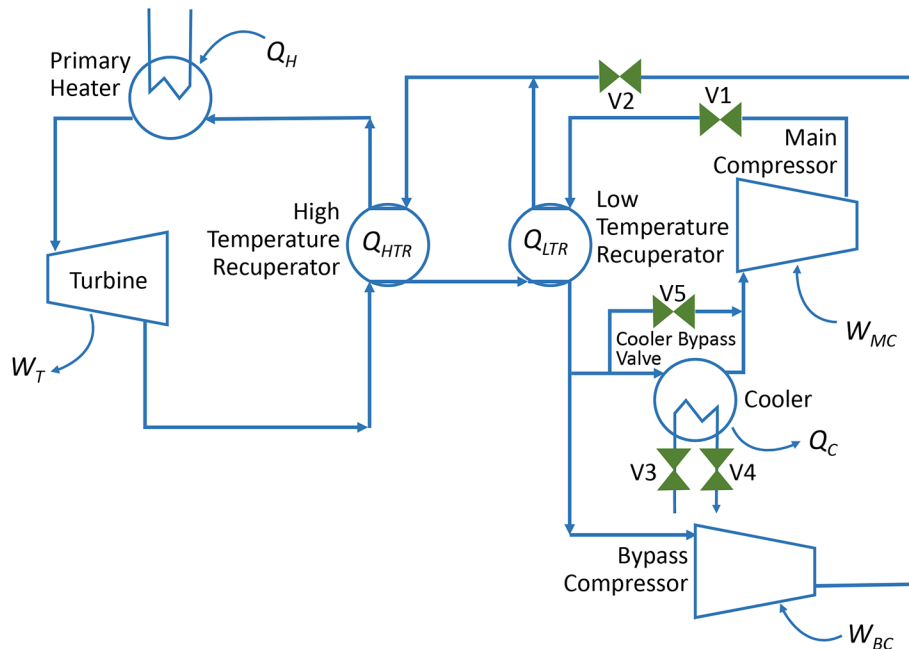 Primary
Heater
Q_H
V2
V1
Main
Compressor
High
Temperature
Recuperator
Q_HTR
Q_LTR
Low
Temperature
Recuperator
Turbine
V5
Cooler Bypass
Valve
W_MC
W_T
Cooler
Q_C
V3
V4
Bypass
Compressor
W_BC